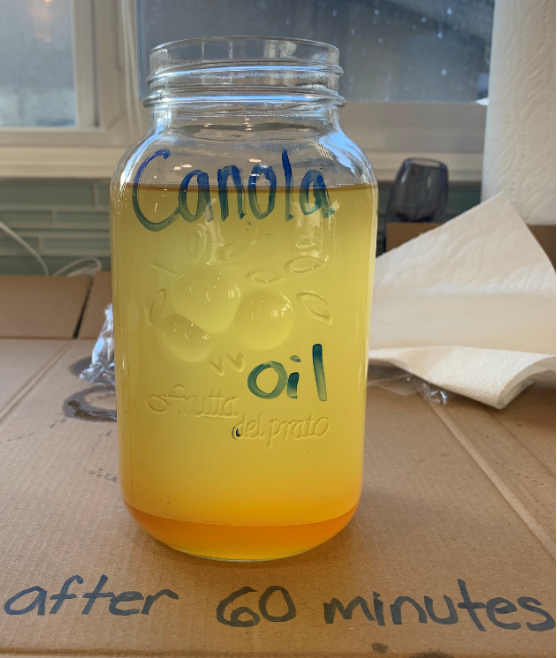 Canola
oil
frutta
del prato
after 60 minutes